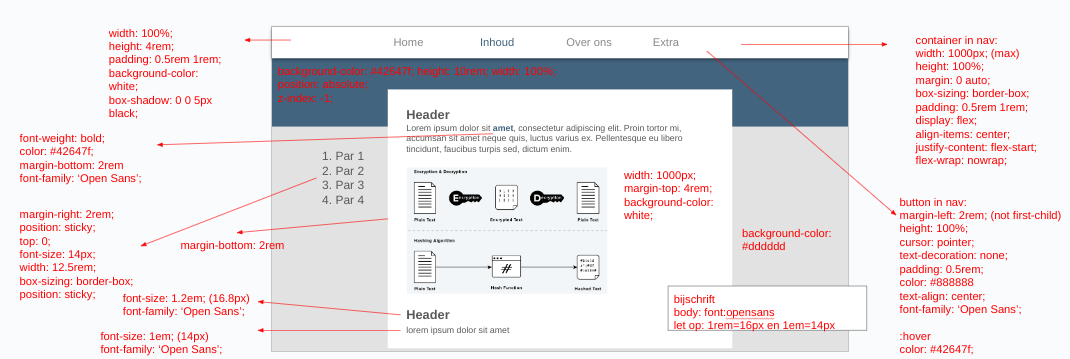 width: 100%;
height: 4rem;
padding: 0.5rem 1rem;
background-color:
white;
box-shadow: 0 0 5px
black;
Home Inhoud Over ons Extra
container in nav:
width: 1000px; (max)
height: 100%;
margin: 0 auto;
box-sizing: border-box;
padding: 0.5rem 1rem;
display: flex;
align-items: center;
justify-content: flex-start;
flex-wrap: nowrap;
background-color: #42647f; height: 10rem; width: 100%;
position: absolute;
z-index: -1;
font-weight: bold;
color: #42647f;
margin-bottom: 2rem
font-family: ‘Open Sans’;
Header
Lorem ipsum dolor sit amet, consectetur adipiscing elit. Proin tortor mi,
accumsan sit amet neque quis, luctus varius ex. Pellentesque eu libero
tincidunt, faucibus turpis sed, dictum enim.
1. Par 1
2. Par 2
3. Par 3
4. Par 4
Encryption & Decryption
Encryption
Decryption
Plain Text
Encrypted Text
Plain Text
Hashing Algorithm
#
Plain Text
Hash Function
Hashed Text
width: 1000px;
margin-top: 4rem;
background-color:
white;
background-color:
#dddddd
button in nav:
margin-left: 2rem; (not first-child)
height: 100%;
cursor: pointer;
text-decoration: none;
padding: 0.5rem;
color: #888888
text-align: center;
font-family: ‘Open Sans’;
:hover
color: #42647f;
margin-right: 2rem;
position: sticky;
top: 0;
font-size: 14px;
width: 12.5rem;
box-sizing: border-box;
position: sticky;
margin-bottom: 2rem
font-size: 1.2em; (16.8px)
font-family: ‘Open Sans’;
font-size: 1em; (14px)
font-family: ‘Open Sans’;
Header
lorem ipsum dolor sit amet
bijschrift
body: font:opensans
let op: 1rem=16px en 1em=14px